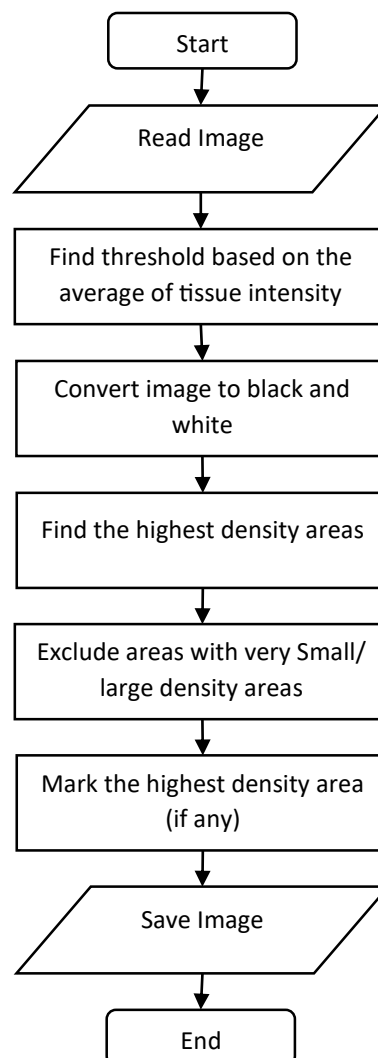 Start
Read Image
Find threshold based on the
average of tissue intensity
Convert image to black and
white
Find the highest density areas
Exclude areas with very Small/
large density areas
Mark the highest density area
(if any)
Save Image
End